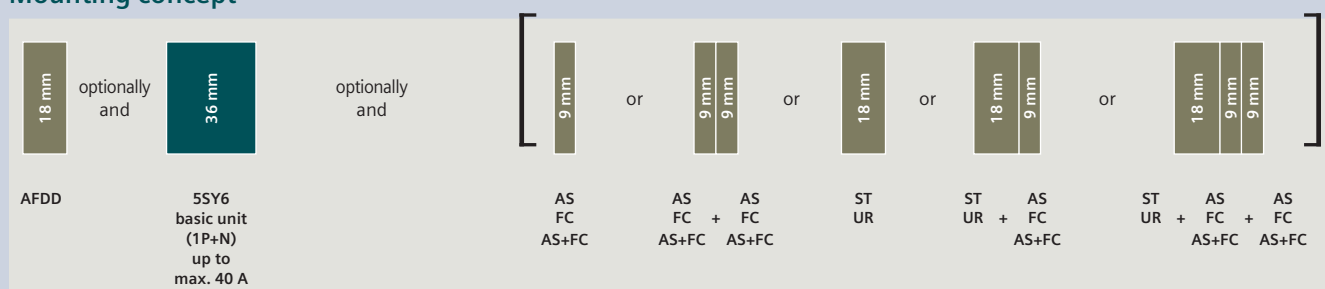 Mounting concept
18 mm
optionally
and
36 mm
optionally
and
9 mm
or
9 mm
9 mm
or
18 mm
or
18 mm
9 mm
or
18 mm
9 mm
9 mm
AFDD
5SY6
basic unit
(1P+N)
up to
max. 40 A
AS
FC
AS+FC
AS AS
FC + FC
AS+FC AS+FC
ST
UR
ST AS
UR + FC
AS+FC
ST AS AS
UR + FC + FC
AS+FC AS+FC